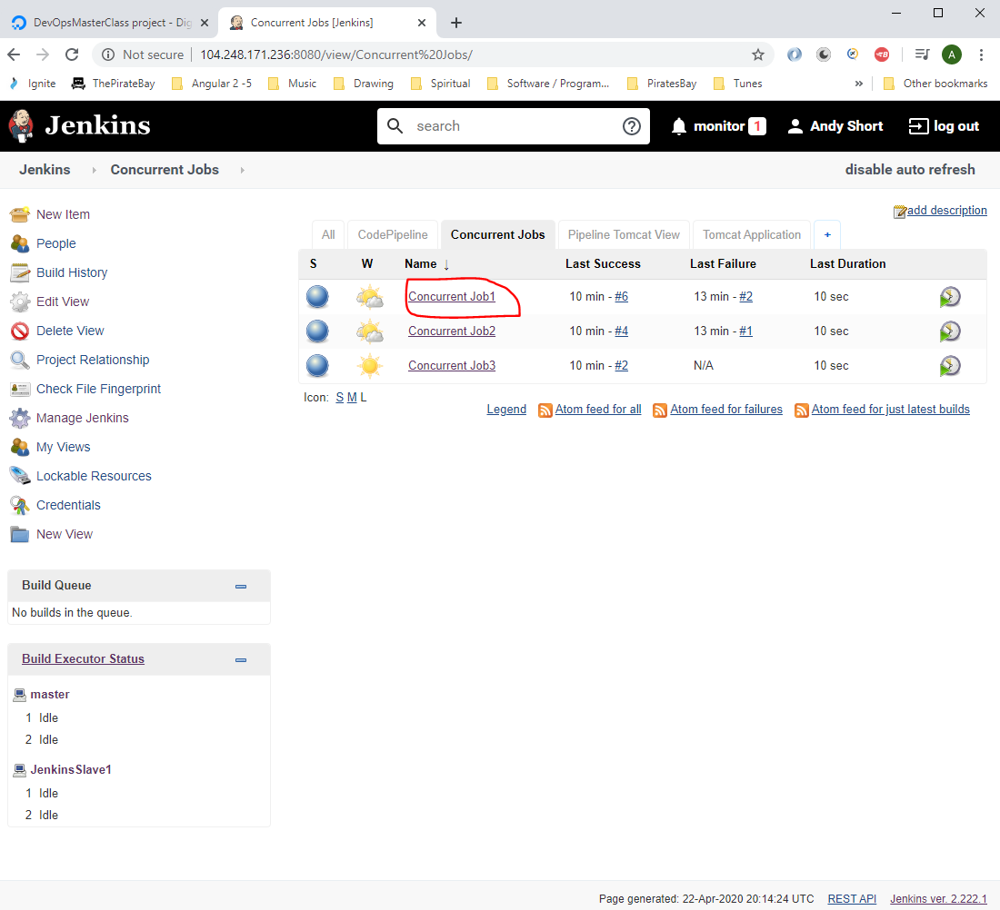 DevOpsMasterClass project - Dig
Concurrent Jobs [Jenkins]
Not secure
104.248.171.236:8080/view/Concurrent%20Jobs/
A
Ignite
ThePirateBay
Angular 2 -5
Music
Drawing
Spiritual
Software / Program...
PiratesBay
Tunes
»
Other bookmarks
Jenkins
search
monitor 1
Andy Short
log out
Jenkins
Concurrent Jobs
disable auto refresh
add description
New Item
People
Build History
Edit View
Delete View
Project Relationship
Check File Fingerprint
Manage Jenkins
My Views
Lockable Resources
Credentials
New View
All CodePipeline Concurrent Jobs Pipeline Tomcat View Tomcat Application +
S W Name ↓ Last Success Last Failure Last Duration
Concurrent Job1 10 min - #6 13 min - #2 10 sec
Concurrent Job2 10 min - #4 13 min - #1 10 sec
Concurrent Job3 10 min - #2 N/A 10 sec
Icon: S M L
Legend Atom feed for all Atom feed for failures Atom feed for just latest builds
Build Queue
No builds in the queue.
Build Executor Status
master
1 Idle
2 Idle
JenkinsSlave1
1 Idle
2 Idle
Page generated: 22-Apr-2020 20:14:24 UTC REST API Jenkins ver. 2.222.1